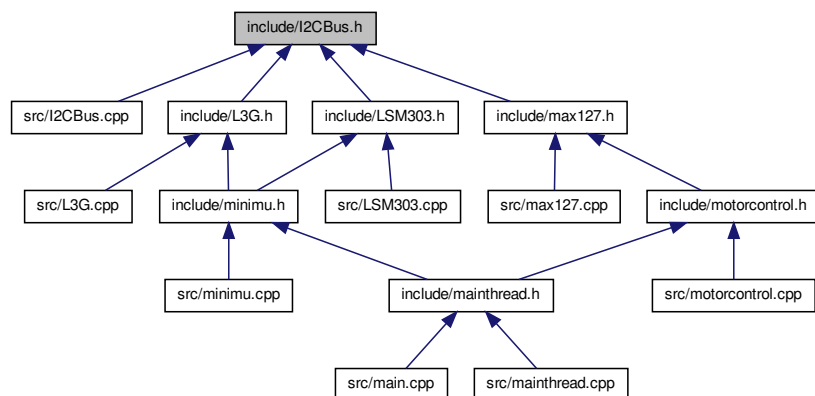 include/I2CBus.h
src/I2CBus.cpp
include/L3G.h
include/LSM303.h
include/max127.h
src/L3G.cpp
include/minimu.h
src/LSM303.cpp
src/max127.cpp
include/motorcontrol.h
src/minimu.cpp
include/mainthread.h
src/motorcontrol.cpp
src/main.cpp
src/mainthread.cpp